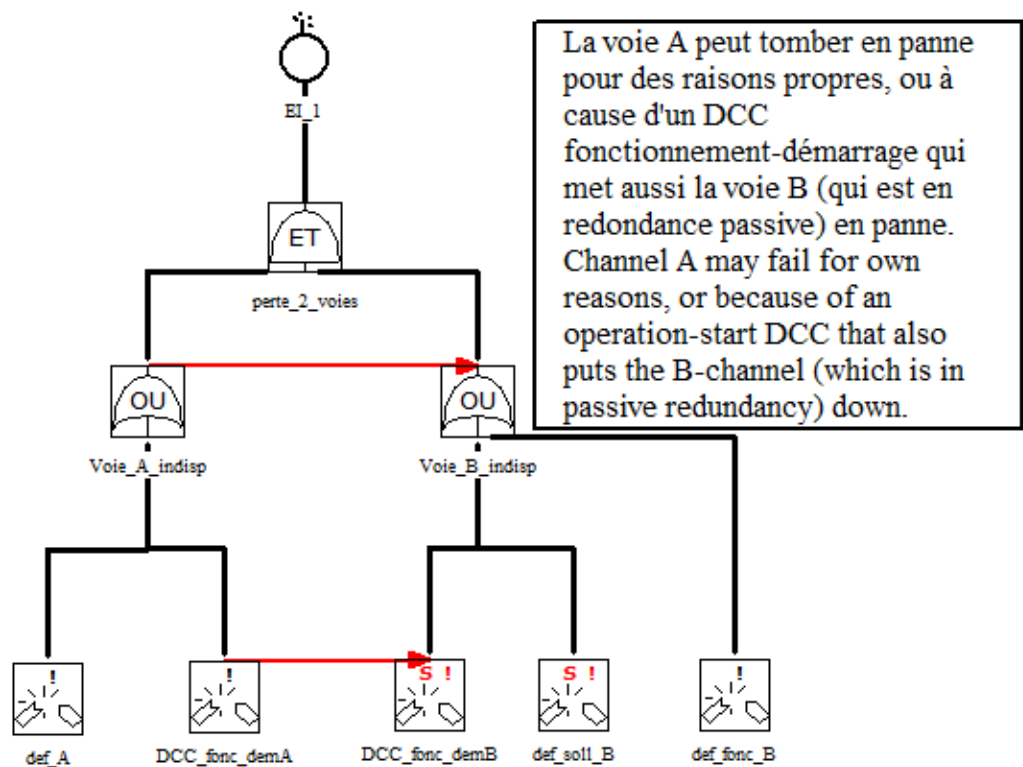 La voie A peut tomber en panne
pour des raisons propres, ou à
cause d'un DCC
fonctionnement-démarrage qui
met aussi la voie B (qui est en
redondance passive) en panne.
Channel A may fail for own
reasons, or because of an
operation-start DCC that also
puts the B-channel (which is in
passive redundancy) down.
EI_1
ET
perte_2_voies
OU
OU
Voie_A_indisp
Voie_B_indisp
!
!
S !
S !
!
def_A
DCC_fonc_demA
DCC_fonc_demB
def_soll_B
def_fonc_B